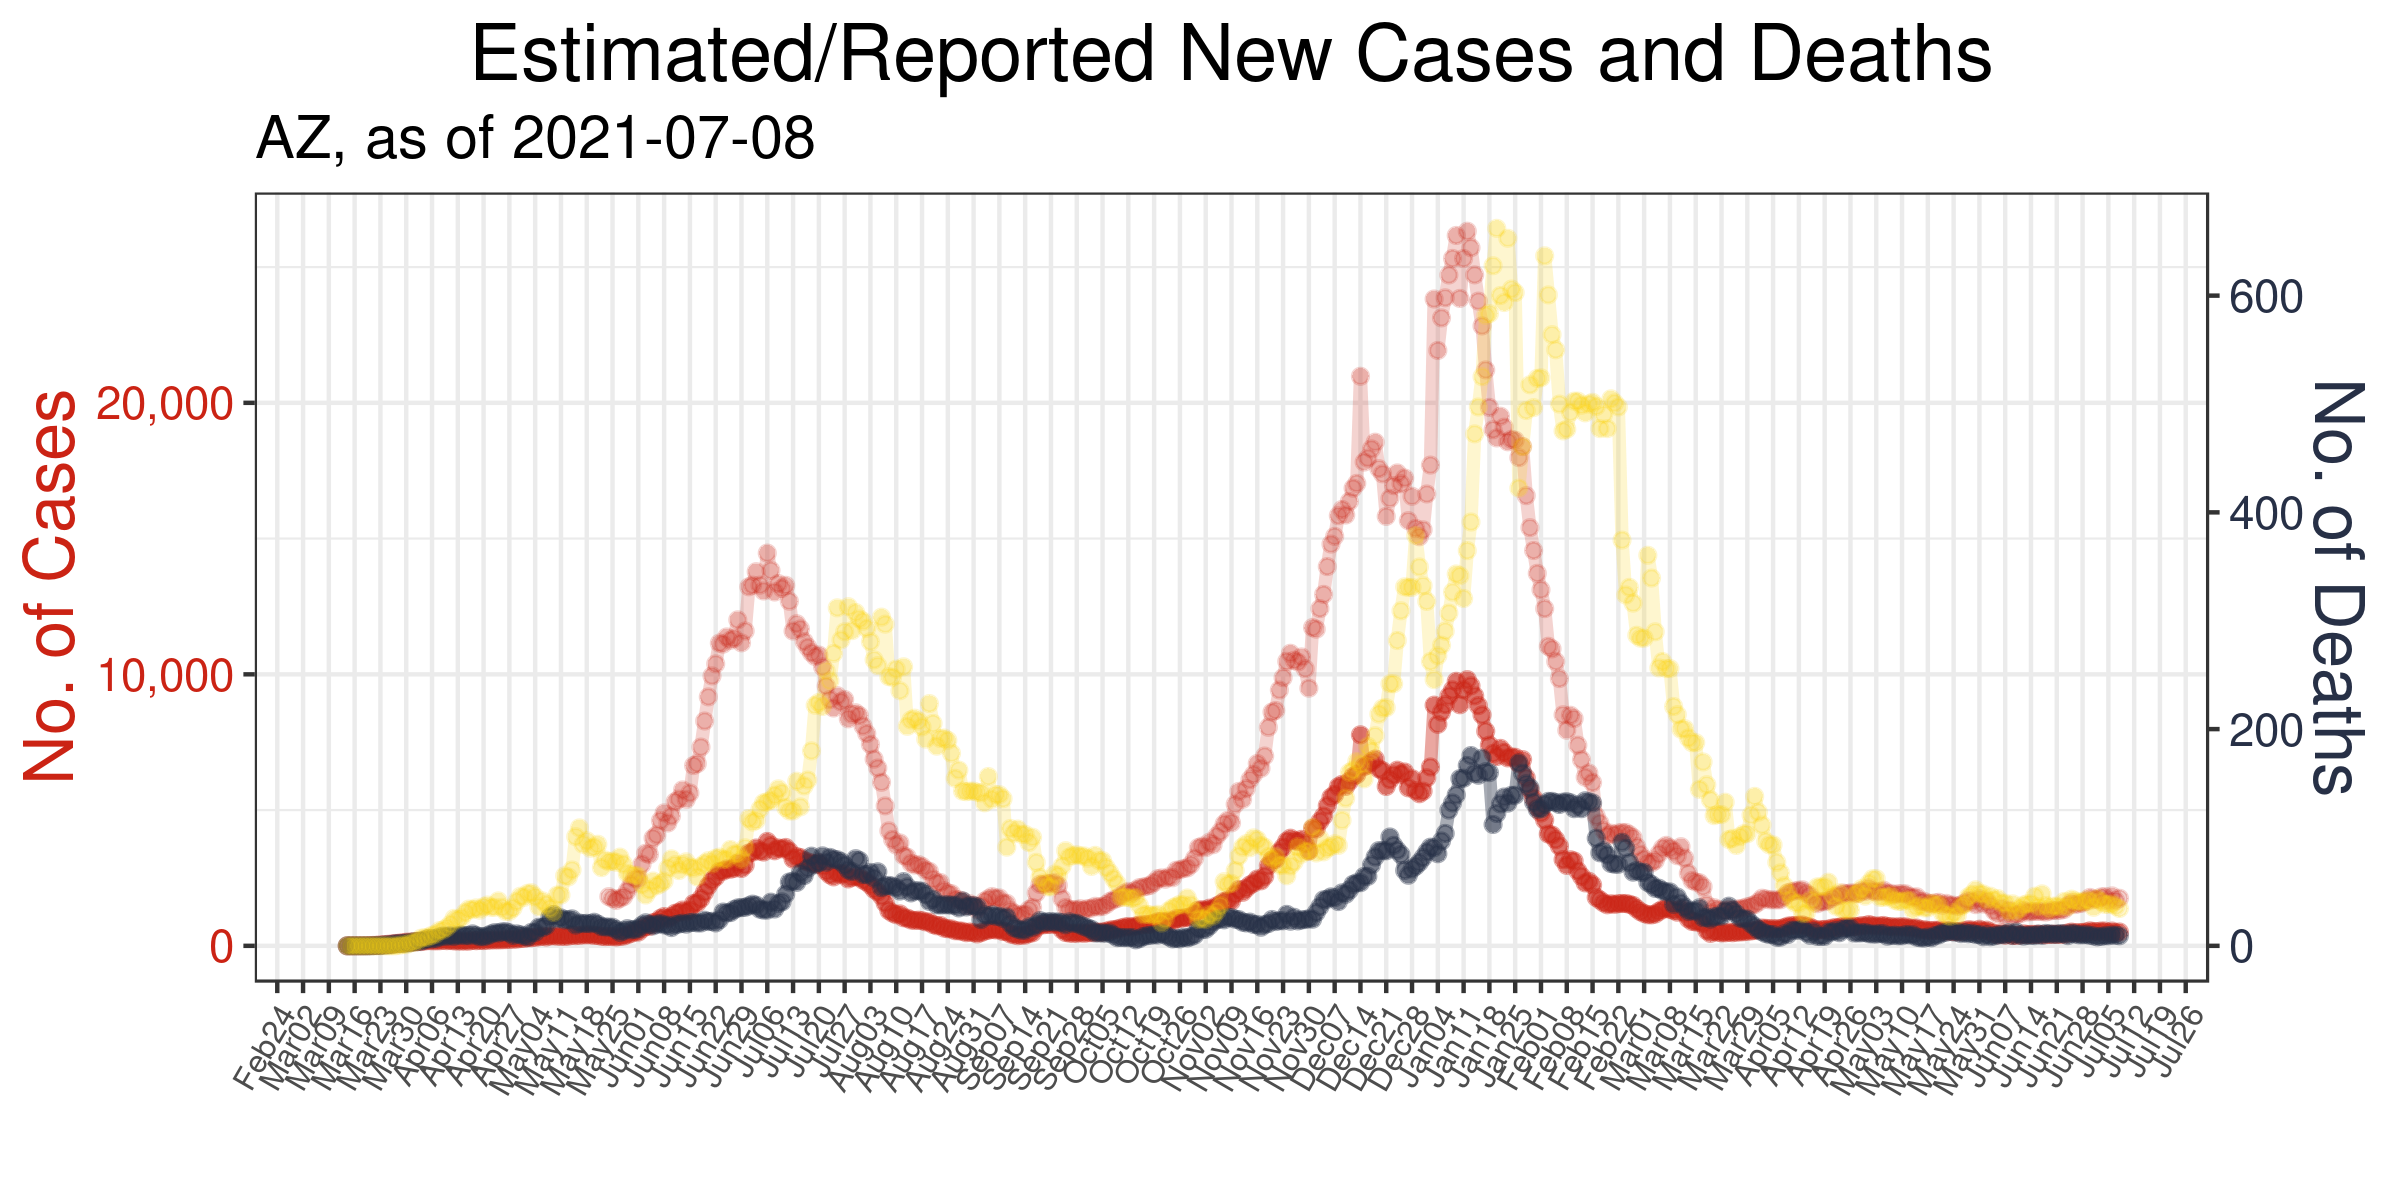 Estimated/Reported New Cases and Deaths
AZ, as of 2021-07-08
No. of Cases
20,000
10,000
0
600
400
200
0
No. of Deaths
Feb24
Mar02
Mar09
Mar16
Mar23
Mar30
Apr06
Apr13
Apr20
Apr27
May04
May11
May18
May25
Jun01
Jun08
Jun15
Jun22
Jun29
Jul06
Jul13
Jul20
Jul27
Aug03
Aug10
Aug17
Aug24
Aug31
Sep07
Sep14
Sep21
Sep28
Oct05
Oct12
Oct19
Oct26
Nov02
Nov09
Nov16
Nov23
Nov30
Dec07
Dec14
Dec21
Dec28
Jan04
Jan11
Jan18
Jan25
Feb01
Feb08
Feb15
Feb22
Mar01
Mar08
Mar15
Mar22
Mar29
Apr05
Apr12
Apr19
Apr26
May03
May10
May17
May24
May31
Jun07
Jun14
Jun21
Jun28
Jul05
Jul12
Jul19
Jul26